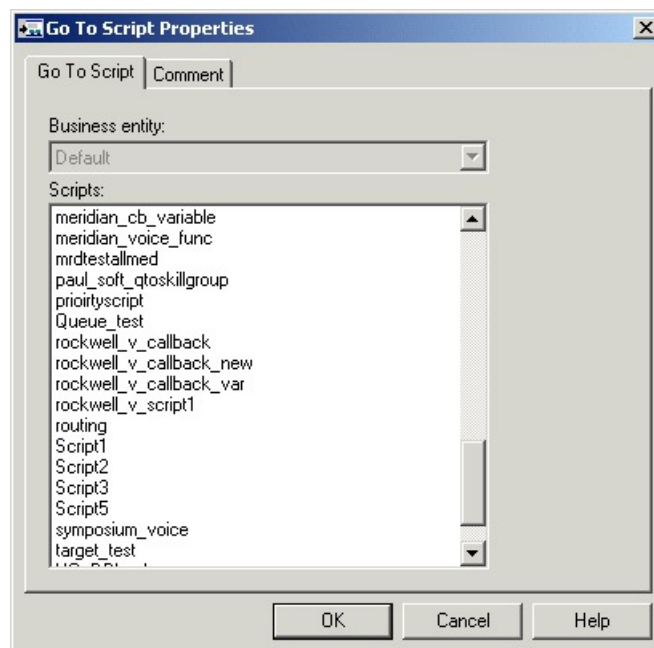 Go To Script Properties
Go To Script Comment
Business entity:
Default
Scripts:
meridian_cb_variable
meridian_voice_func
mrdtestallmed
paul_soft_qtoskillgroup
prioirtyscript
Queue_test
rockwell_v_callback
rockwell_v_callback_new
rockwell_v_callback_var
rockwell_v_script1
routing
Script1
Script2
Script3
Script5
symposium_voice
target_test
OK Cancel Help